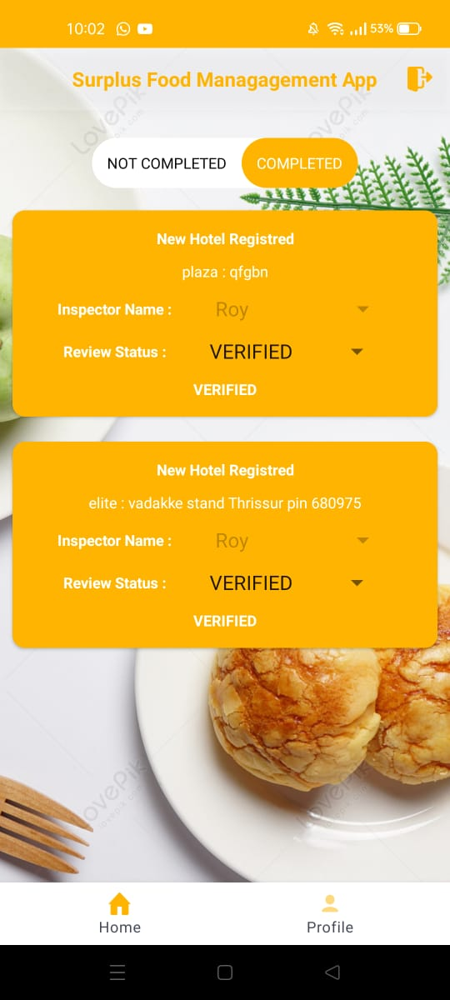 10:02 53%
Surplus Food Managagement App
NOT COMPLETED COMPLETED
New Hotel Registred
plaza : qfgbn
Inspector Name : Roy
Review Status : VERIFIED
VERIFIED
New Hotel Registred
elite : vadakke stand Thrissur pin 680975
Inspector Name : Roy
Review Status : VERIFIED
VERIFIED
Home Profile